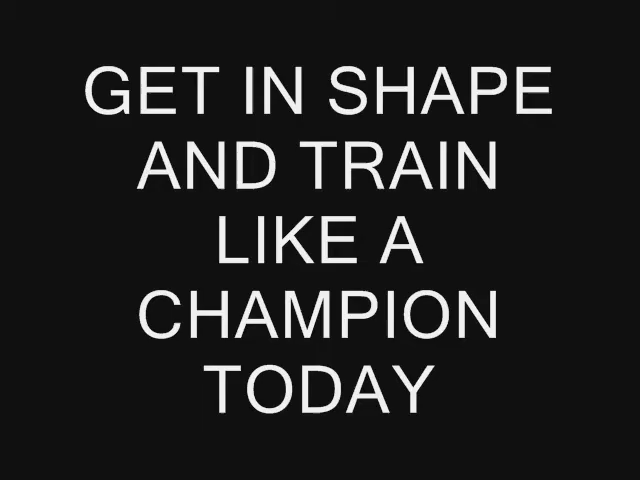 GET IN SHAPE
AND TRAIN
LIKE A
CHAMPION
TODAY